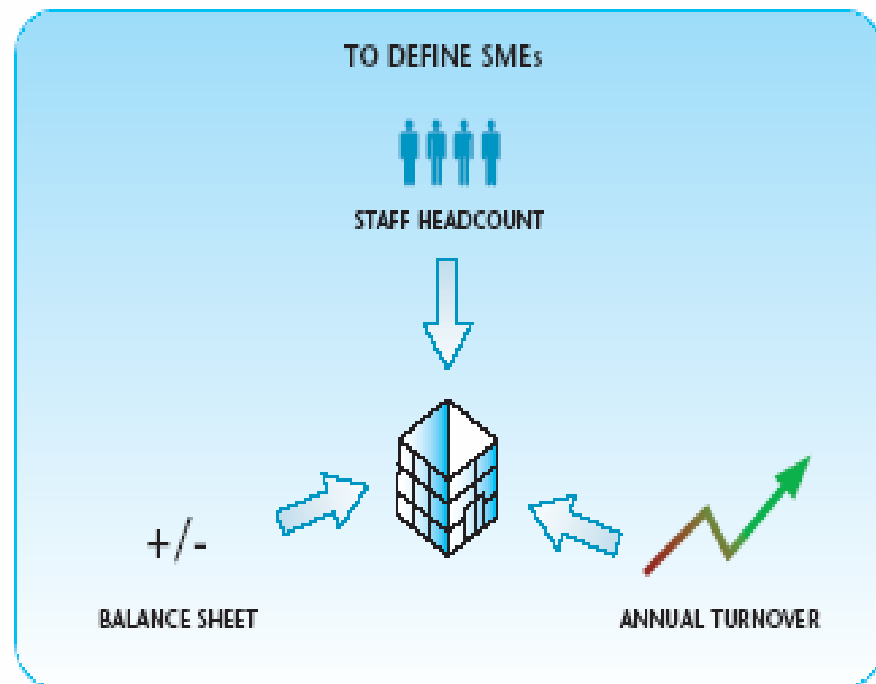 TO DEFINE SMEs
STAFF HEADCOUNT
+/-
BALANCE SHEET
ANNUAL TURNOVER